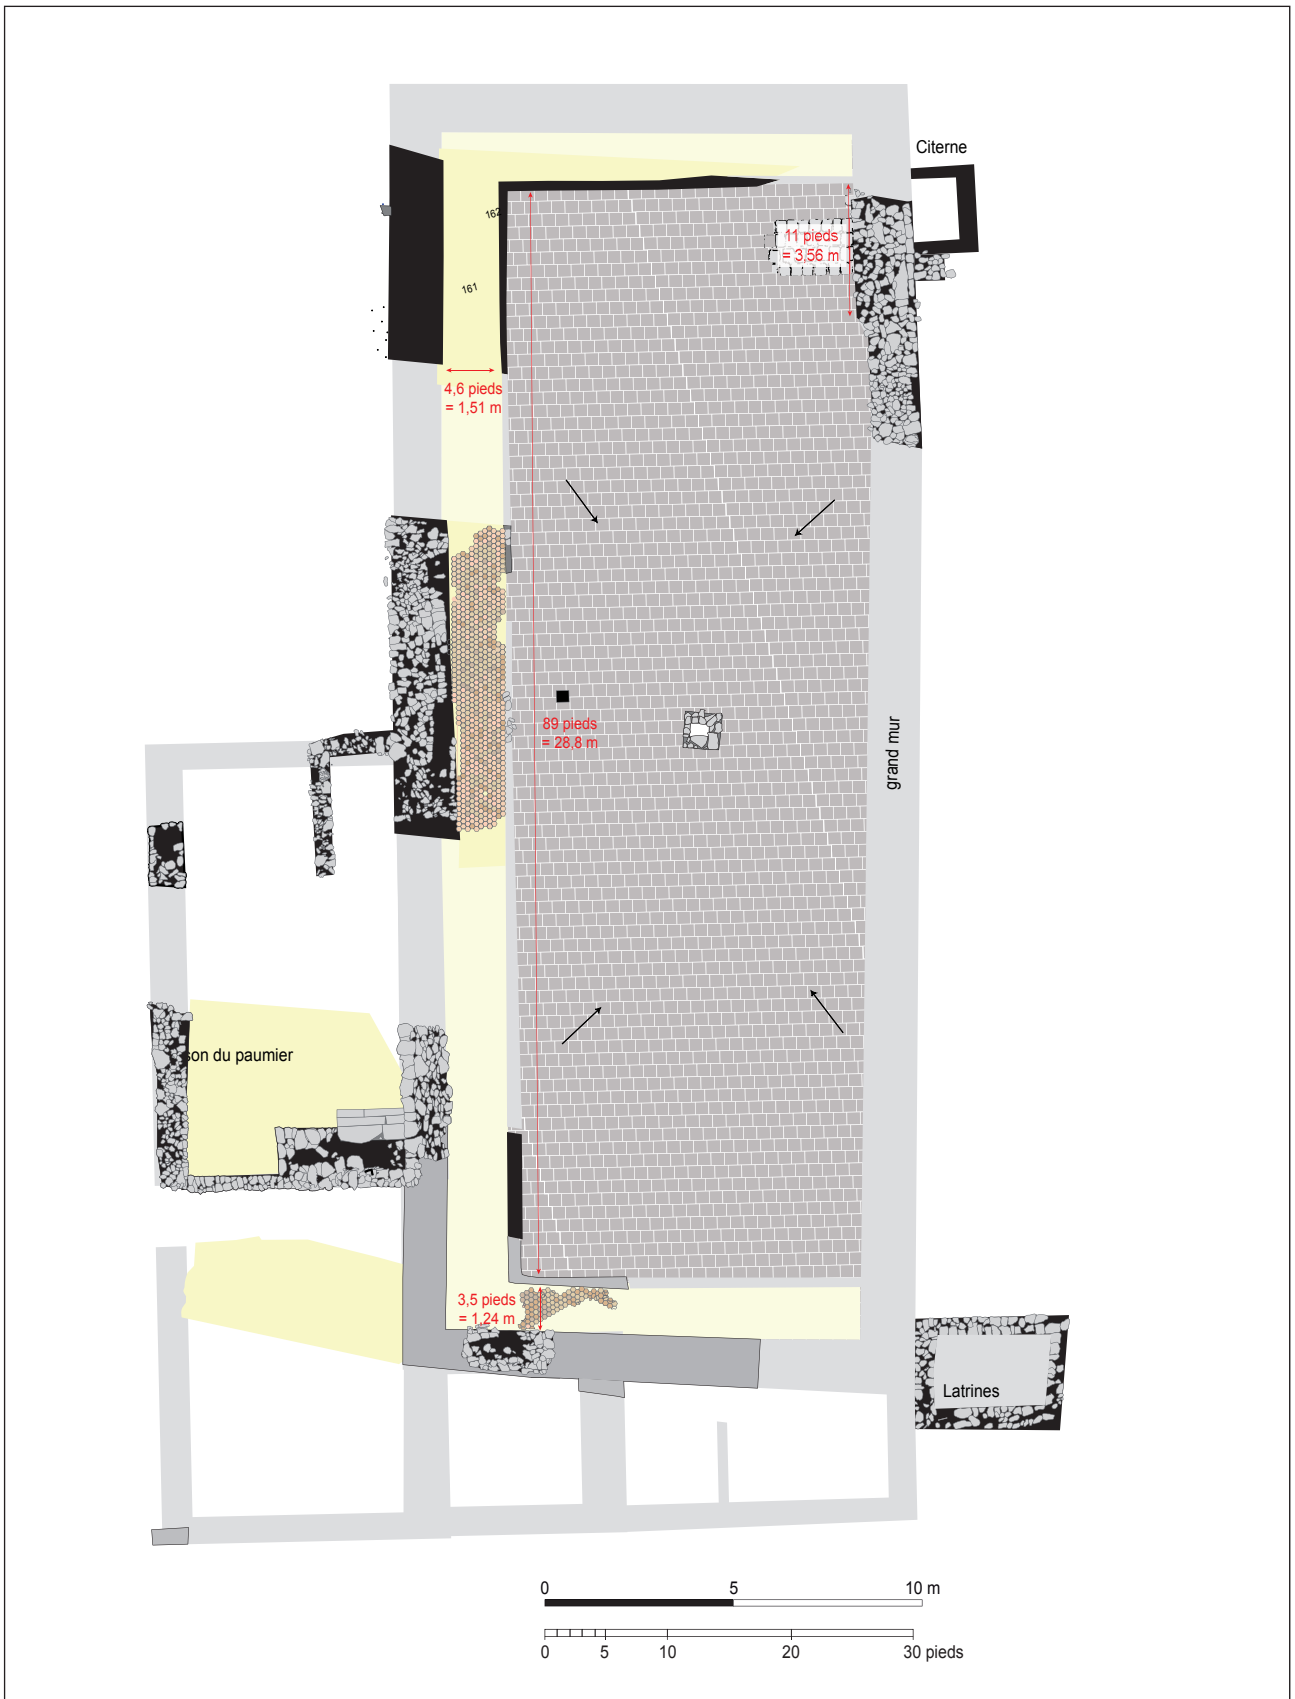 Citerne
162
11 pieds
= 3,56 m
161
4,6 pieds
= 1,51 m
89 pieds
= 28,8 m
grand mur
son du paumier
3,5 pieds
= 1,24 m
Latrines
0 5 10 m
0 5 10 20 30 pieds